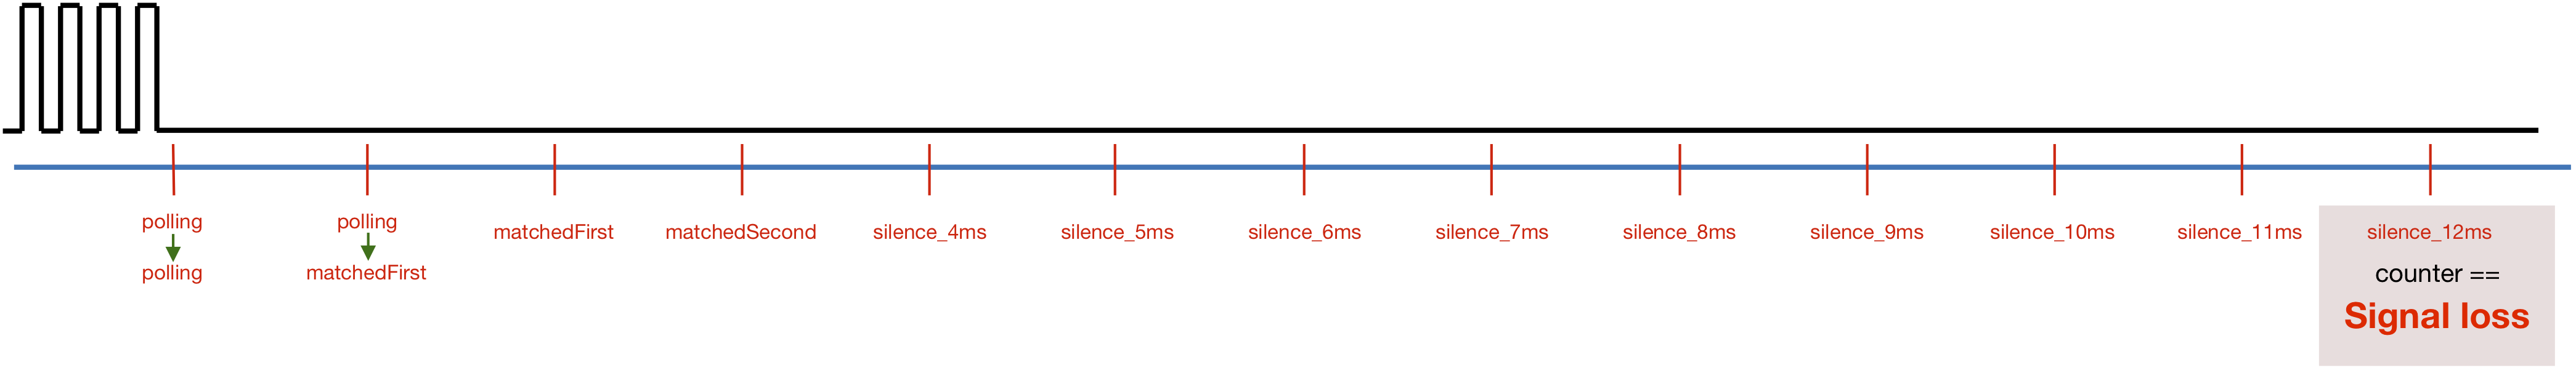 polling
polling
polling
matchedFirst
matchedFirst
matchedSecond
silence_4ms
silence_5ms
silence_6ms
silence_7ms
silence_8ms
silence_9ms
silence_10ms
silence_11ms
silence_12ms
counter ==
Signal loss